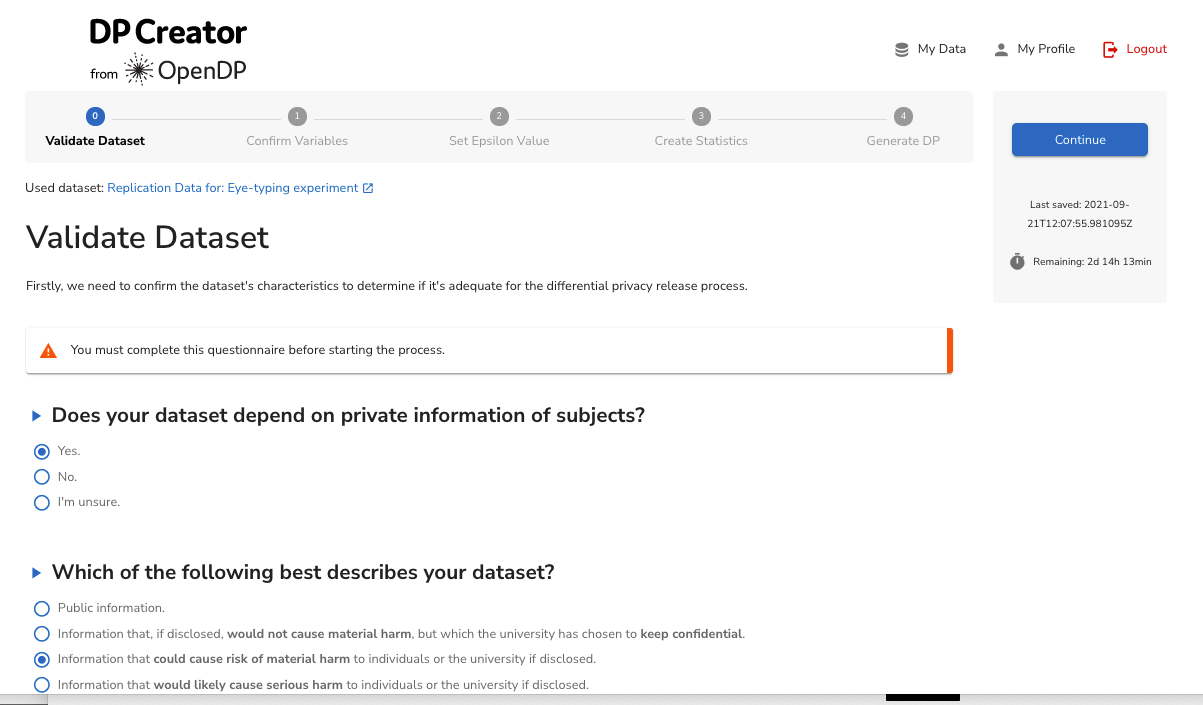 DP Creator
from OpenDP
My Data
My Profile
Logout
0
1
2
3
4
Validate Dataset
Confirm Variables
Set Epsilon Value
Create Statistics
Generate DP
Continue
Last saved: 2021-09-
21T12:07:55.981095Z
Remaining: 2d 14h 13min
Used dataset: Replication Data for: Eye-typing experiment
Validate Dataset
Firstly, we need to confirm the dataset's characteristics to determine if it's adequate for the differential privacy release process.
You must complete this questionnaire before starting the process.
Does your dataset depend on private information of subjects?
Yes.
No.
I'm unsure.
Which of the following best describes your dataset?
Public information.
Information that, if disclosed, would not cause material harm, but which the university has chosen to keep confidential.
Information that could cause risk of material harm to individuals or the university if disclosed.
Information that would likely cause serious harm to individuals or the university if disclosed.